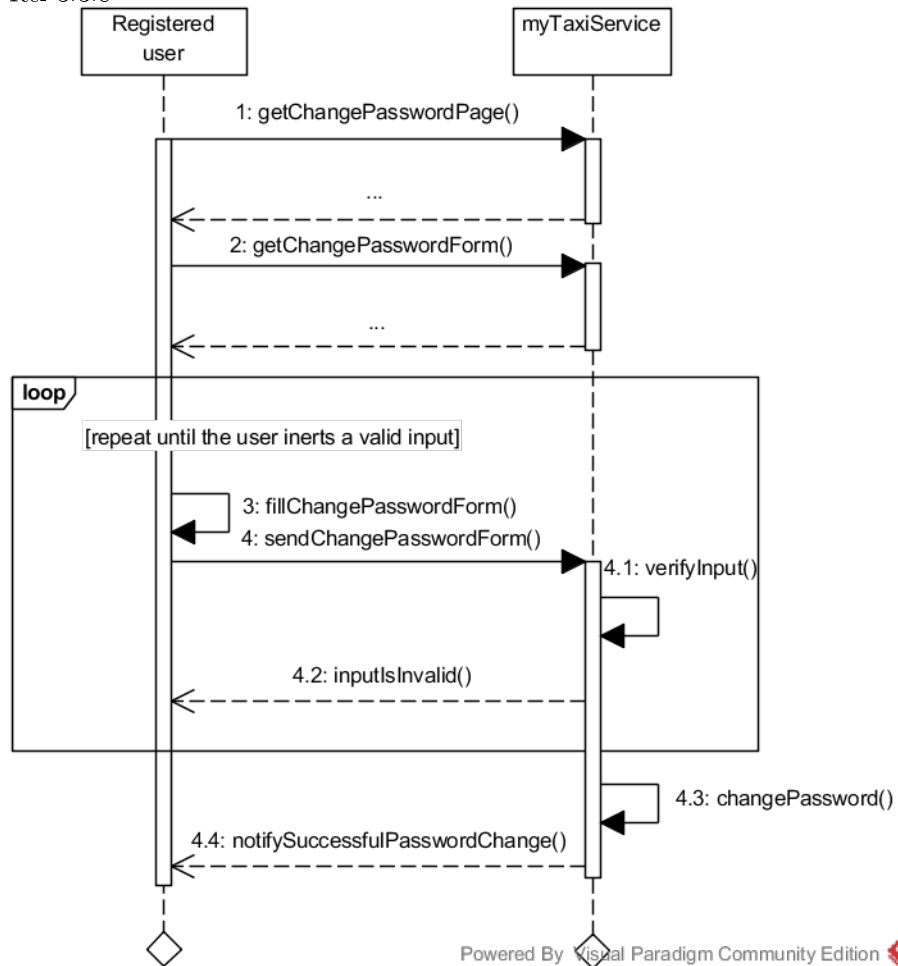 Registered
user
myTaxiService
1: getChangePasswordPage()
...
2: getChangePasswordForm()
...
loop
[repeat until the user inerts a valid input]
3: fillChangePasswordForm()
4: sendChangePasswordForm()
4.1: verifyInput()
4.2: inputIsInvalid()
4.3: changePassword()
4.4: notifySuccessfulPasswordChange()
Powered By Visual Paradigm Community Edition